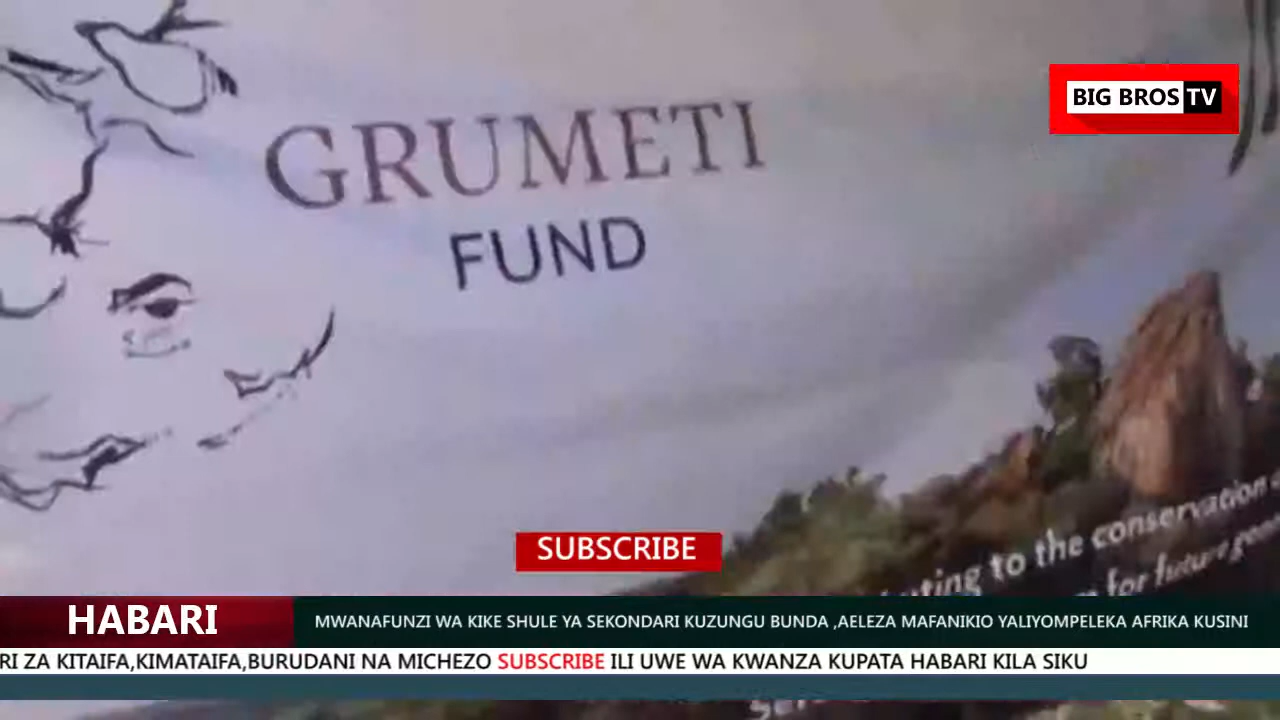 BIG BROS TV
GRUMETI
FUND
to the conservation
for future
SUBSCRIBE
HABARI
MWANAFUNZI WA KIKE SHULE YA SEKONDARI KUZUNGU BUNDA ,AELEZA MAFANIKIO YALIYOMPELEKA AFRIKA KUSINI
RI ZA KITAIFA,KIMATAIFA,BURUDANI NA MICHEZO SUBSCRIBE ILI UWE WA KWANZA KUPATA HABARI KILA SIKU